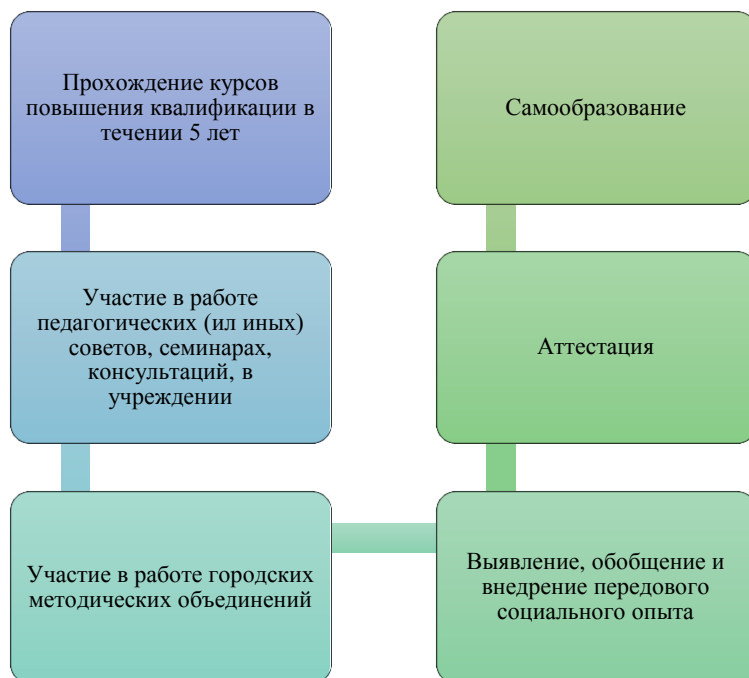 Прохождение курсов
повышения квалификации в
течении 5 лет
Участие в работе
педагогических (ил иных)
советов, семинарах,
консультаций, в
учреждении
Участие в работе городских
методических объединений
Выявление, обобщение и
внедрение передового
социального опыта
Аттестация
Самообразование